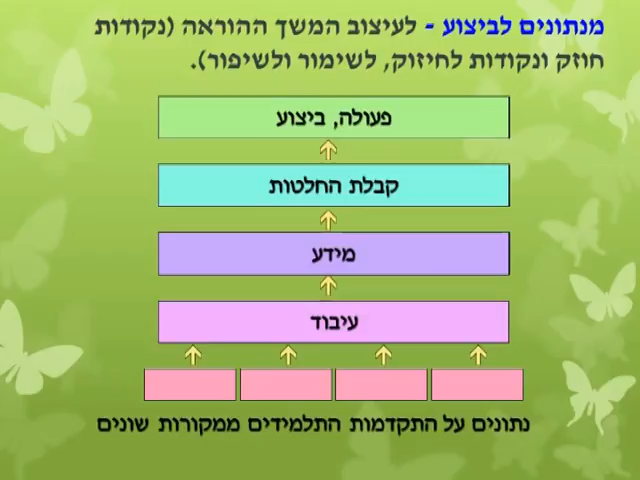 מנתונים לביצוע - לעיצוב המשך ההוראה (נקודות
חוזק ונקודות לחיזוק, לשימור ולשיפור).
פעולה, ביצוע
קבלת החלטות
מידע
עיבוד
נתונים על התקדמות התלמידים ממקורות שונים